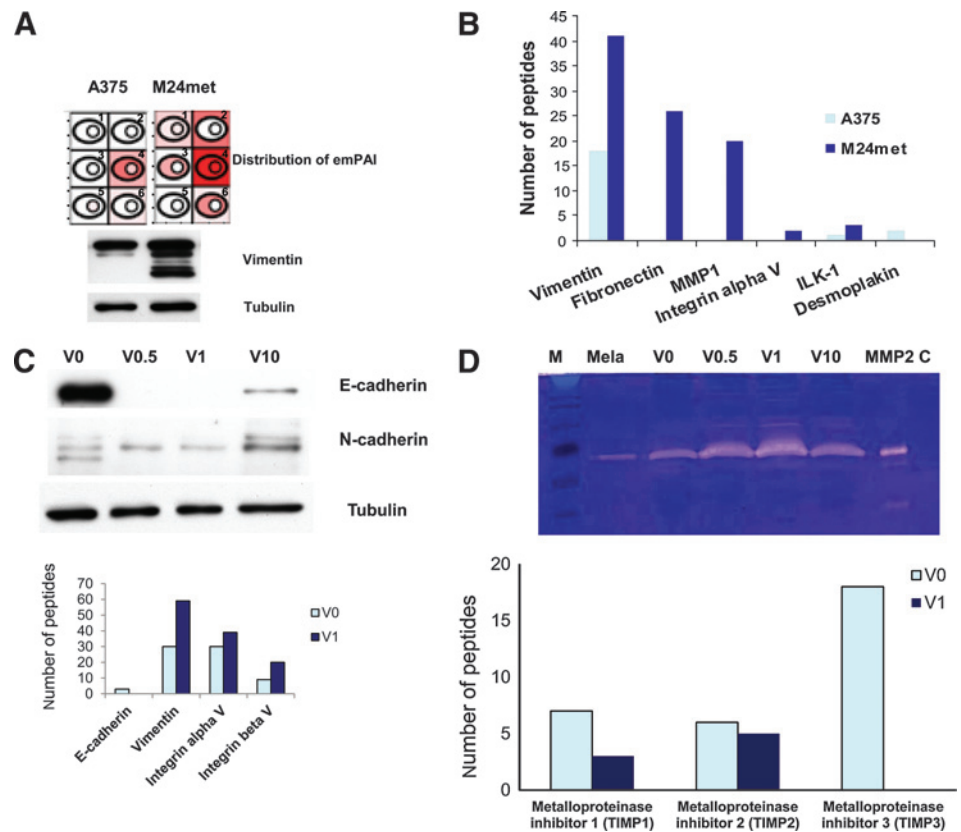 A
A375 M24met
1 2 1 2
3 4 3 4
5 6 5 6
Distribution of emPAI
Vimentin
Tubulin
B
Number of peptides
45
40
35
30
25
20
15
10
5
0
A375
M24met
Vimentin
Fibronectin
MMP1
Integrin alpha V
ILK-1
Desmoplakin
C
V0 V0.5 V1 V10
E-cadherin
N-cadherin
Tubulin
Number of peptides
70
60
50
40
30
20
10
0
V0
V1
E-cadherin
Vimentin
Integrin alpha V
Integrin beta V
D
M Mela V0 V0.5 V1 V10 MMP2 C
Number of peptides
20
15
10
5
0
V0
V1
Metalloproteinase
inhibitor 1 (TIMP1)
Metalloproteinase
inhibitor 2 (TIMP2)
Metalloproteinase
inhibitor 3 (TIMP3)